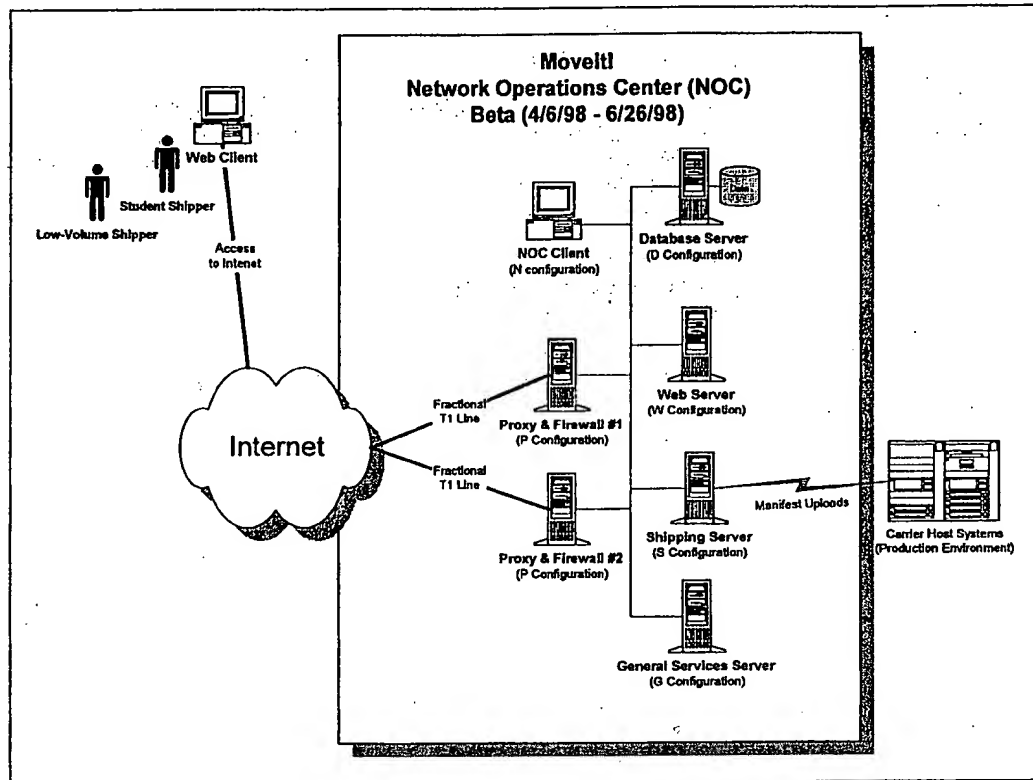 MoveIt!
Network Operations Center (NOC)
Beta (4/6/98 - 6/26/98)
Web Client
Student Shipper
Low-Volume Shipper
Access
to Intenet
NOC Client
(N configuration)
Database Server
(D Configuration)
Web Server
(W Configuration)
Fractional
T1 Line
Proxy & Firewall #1
(P Configuration)
Internet
Fractional
T1 Line
Proxy & Firewall #2
(P Configuration)
Shipping Server
(S Configuration)
Manifest Uploads
Carrier Host Systems
(Production Environment)
General Services Server
(G Configuration)